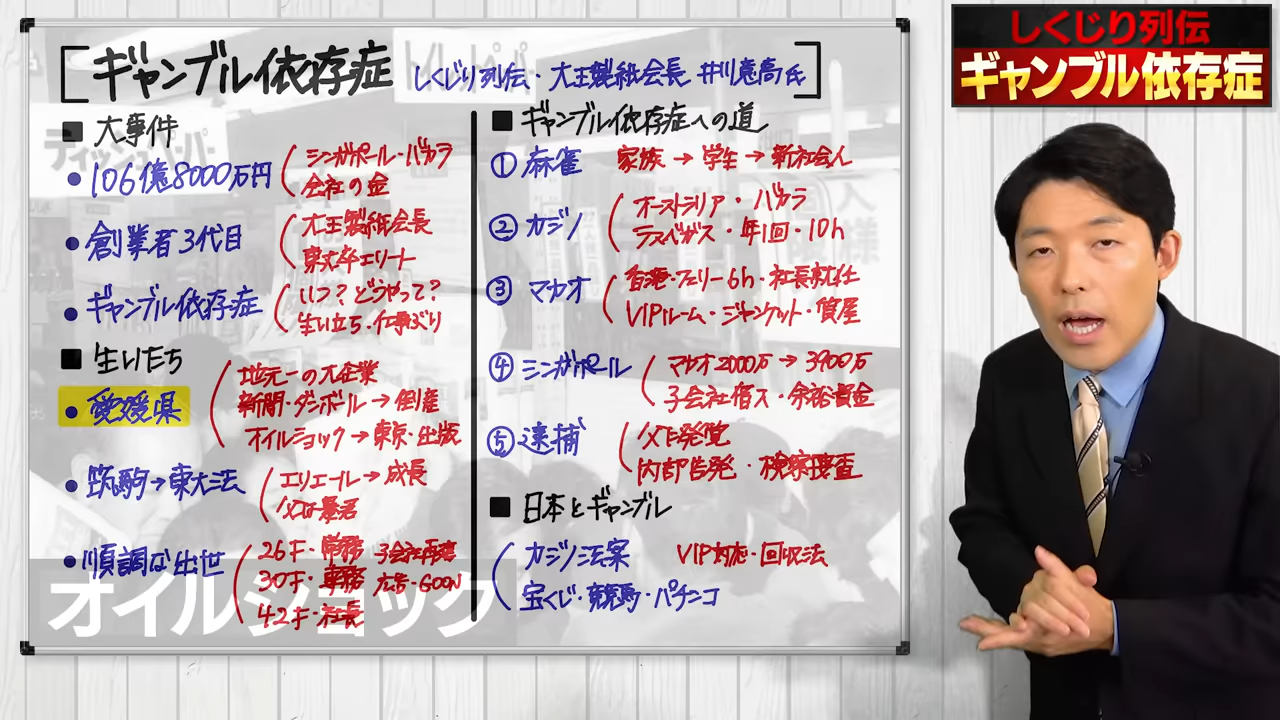 [ギャンブル依存症 しくじり列伝・大王製紙会長 井川意高氏]
■ 大事件
• 106億8000万円
シンガポール・バカラ
会社の金
• 創業者3代目
大王製紙会長
東大卒エリート
• ギャンブル依存症
いつ？どうやって？
生い立ち・仕事ぶり
■ 生いたち
• 愛媛県
地元一の大企業
新聞・ダンボール→倒産
オイルショック→東京・出版
• 筑駒→東大法
エリエール→成長
父は暴君
• 順調な出世
26才・常務 子会社再建
30才・専務 広告・GOON
42才・社長
■ ギャンブル依存症への道
① 麻雀 家族→学生→新社会人
② カジノ
オーストラリア・バカラ
ラスベガス・年1回・10h
③ マカオ
香港・フェリー6h・社長就任
VIPルーム・ジャンケット・質屋
④ シンガポール
マカオ2000万→3900万
子会社借入・余裕資金
⑤ 逮捕
父に発覚
内部告発・検察捜査
■ 日本とギャンブル
カジノ法案 VIP対応・回収法
宝くじ・競馬・パチンコ
ティッシュペーパー
オイルショック
しくじり列伝
ギャンブル依存症